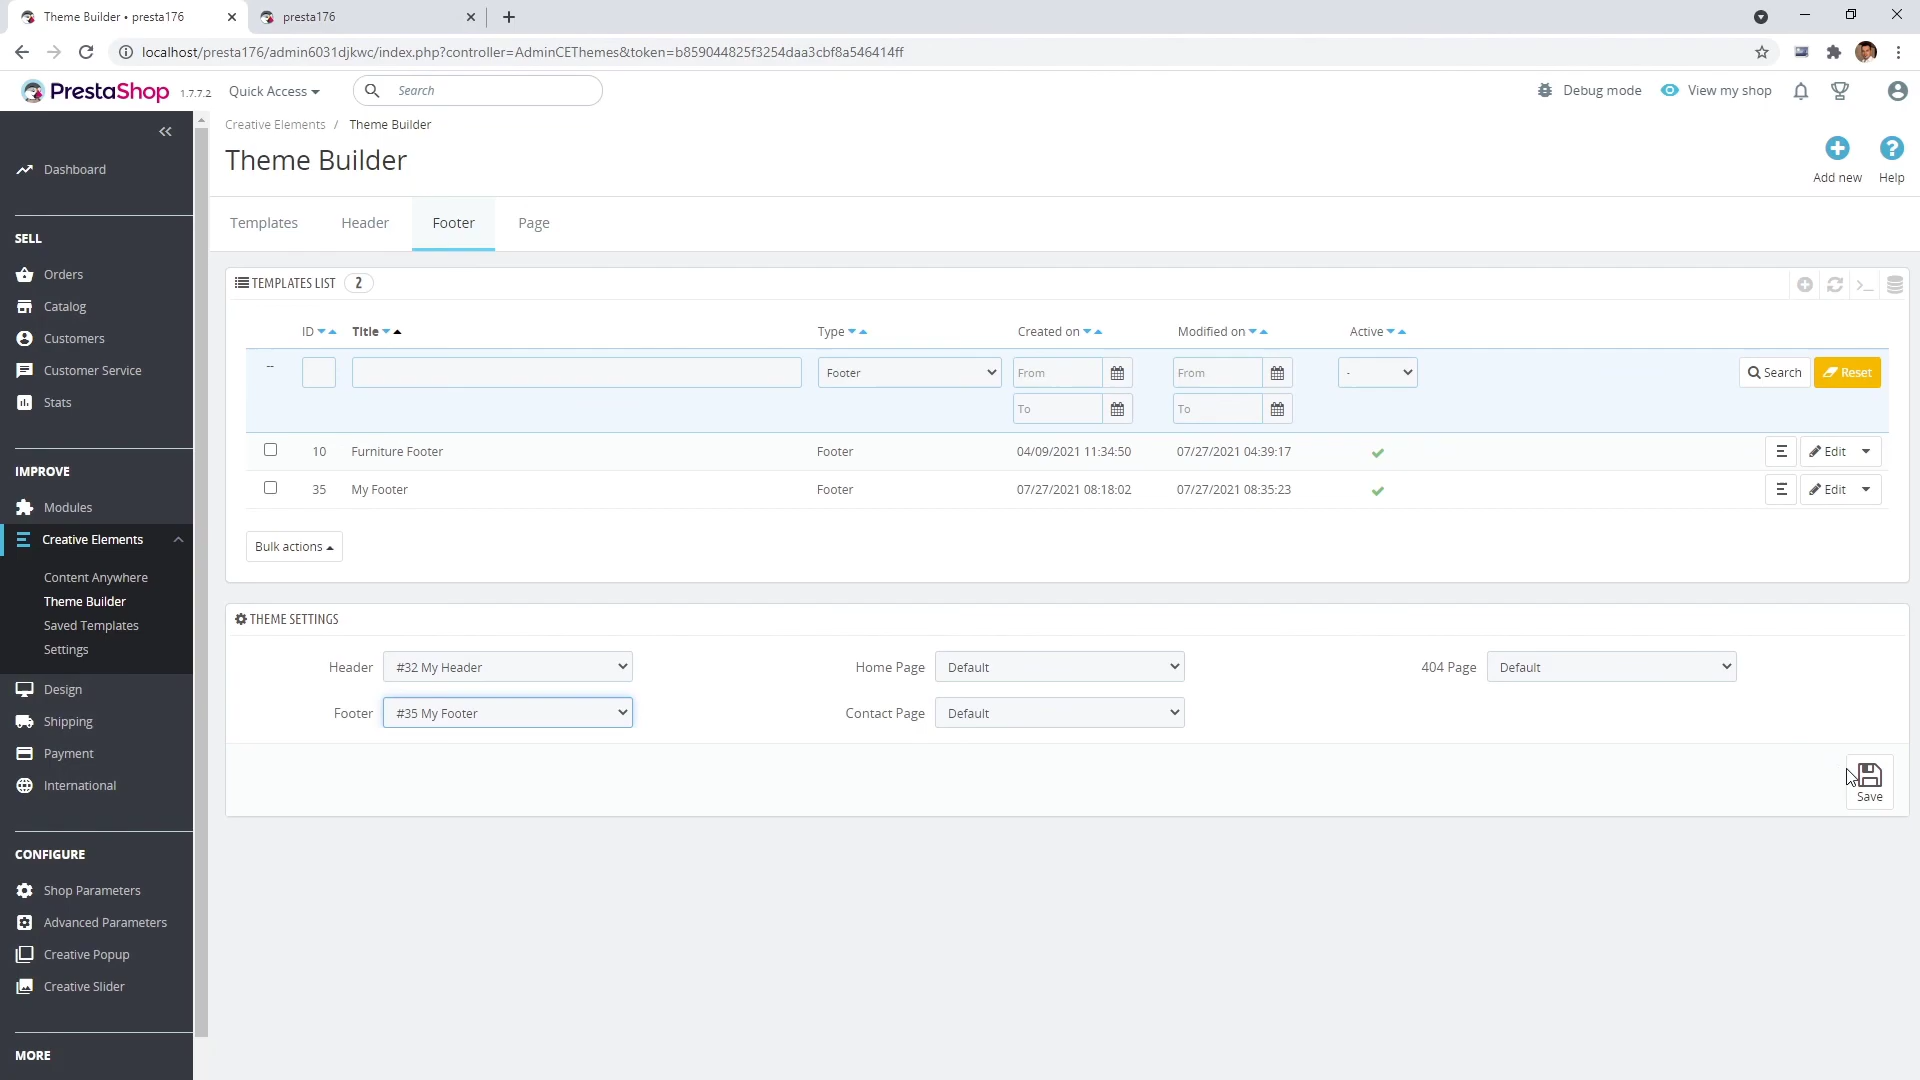 Theme Builder • presta176
presta176
localhost/presta176/admin6031djkwc/index.php?controller=AdminCEThemes&token=b859044825f3254daa3cbf8a546414ff
PrestaShop 1.7.7.2 Quick Access Search Debug mode View my shop
Creative Elements / Theme Builder
Theme Builder
Add new Help
Templates Header Footer Page
Dashboard
SELL
Orders
Catalog
Customers
Customer Service
Stats
IMPROVE
Modules
Creative Elements
Content Anywhere
Theme Builder
Saved Templates
Settings
Design
Shipping
Payment
International
CONFIGURE
Shop Parameters
Advanced Parameters
Creative Popup
Creative Slider
MORE
TEMPLATES LIST 2
ID Title Type Created on Modified on Active
-- Footer From From - Search Reset
To To
10 Furniture Footer Footer 04/09/2021 11:34:50 07/27/2021 04:39:17 Edit
35 My Footer Footer 07/27/2021 08:18:02 07/27/2021 08:35:23 Edit
Bulk actions
THEME SETTINGS
Header #32 My Header Home Page Default 404 Page Default
Footer #35 My Footer Contact Page Default
Save